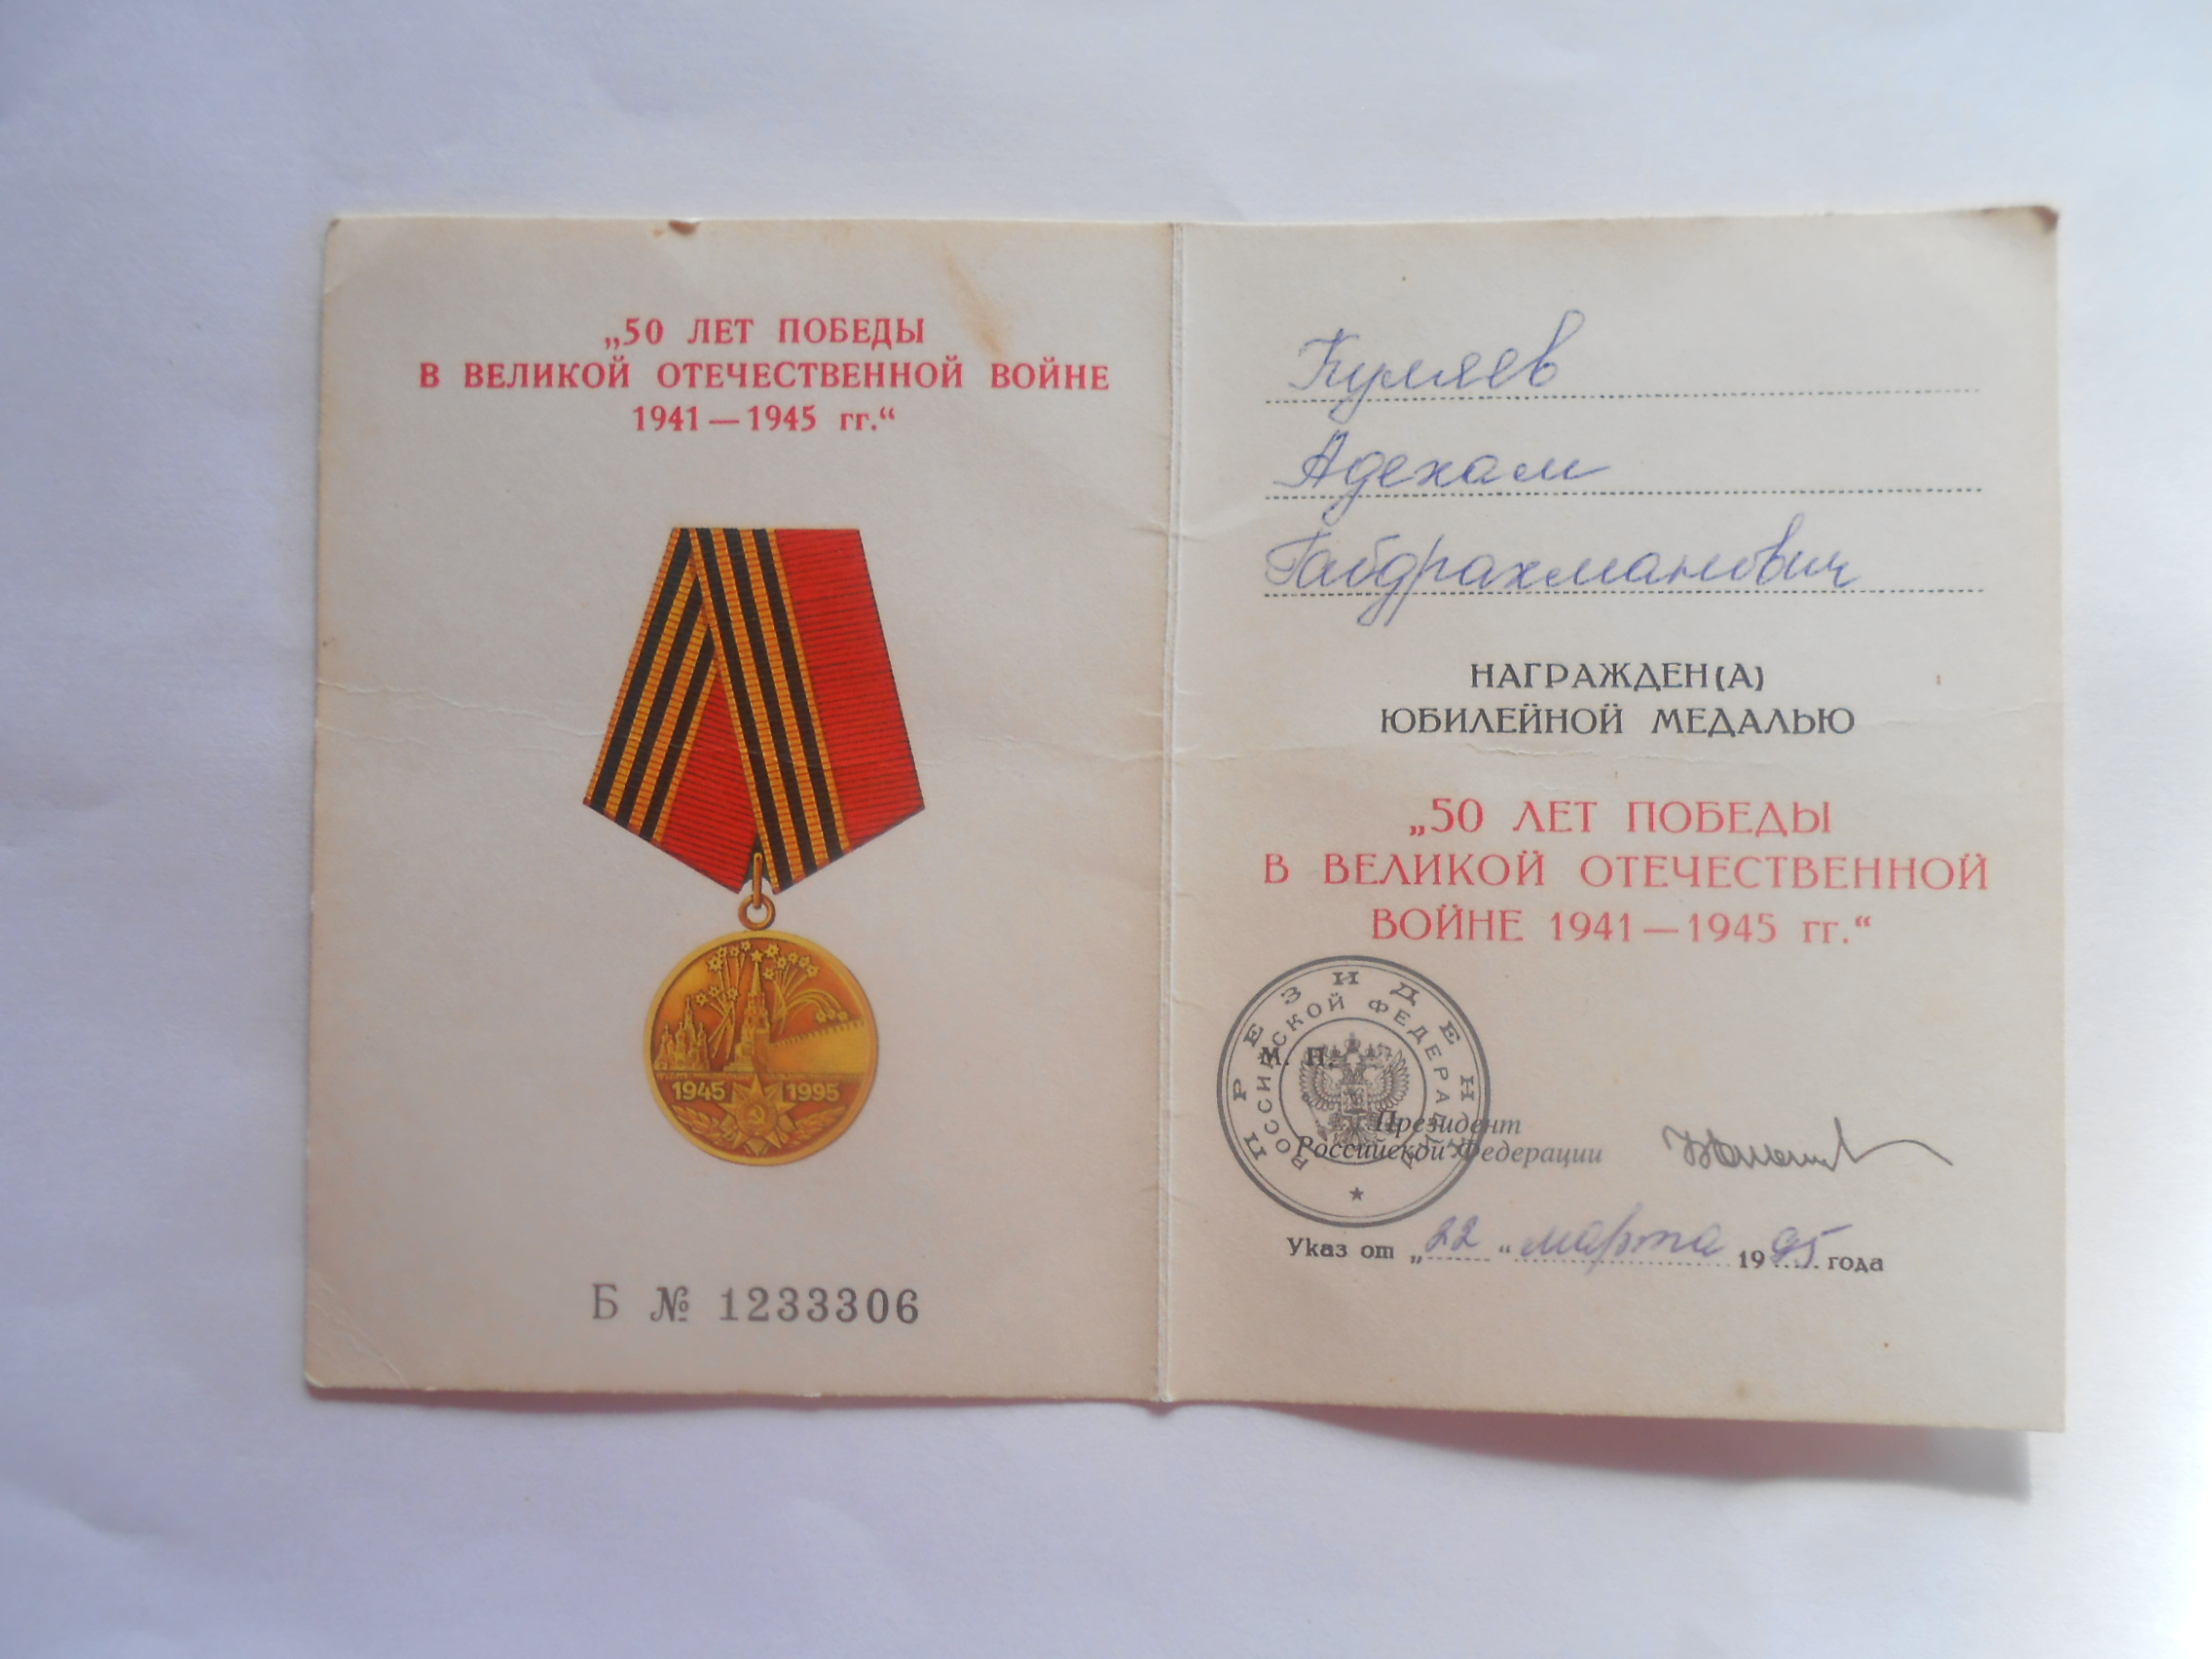 „50 ЛЕТ ПОБЕДЫ
В ВЕЛИКОЙ ОТЕЧЕСТВЕННОЙ ВОЙНЕ
1941—1945 гг.“
1945 1995
Б № 1233306
Куляев
Адехам
Габдрахманович
НАГРАЖДЕН(А)
ЮБИЛЕЙНОЙ МЕДАЛЬЮ
„50 ЛЕТ ПОБЕДЫ
В ВЕЛИКОЙ ОТЕЧЕСТВЕННОЙ
ВОЙНЕ 1941—1945 гг.“
ПРЕЗИДЕНТ
РОССИЙСКОЙ ФЕДЕРАЦИИ
М. П.
Президент
Российской Федерации
Указ от „22“ марта 1995 года